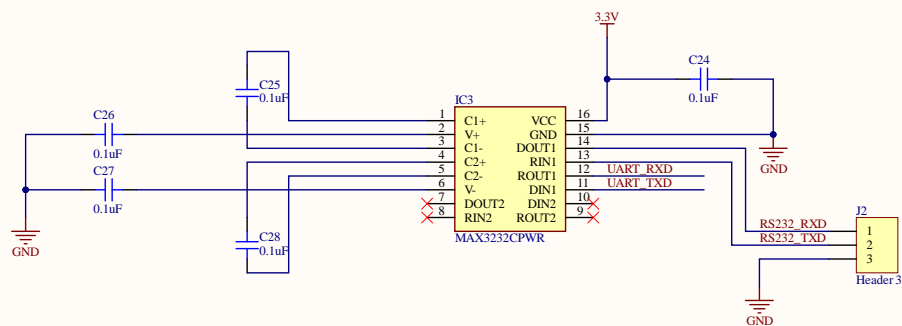 3.3V
C24
0.1uF
C25
0.1uF
C26
0.1uF
C27
0.1uF
C28
0.1uF
GND
IC3
1 C1+ VCC 16
2 V+ GND 15
3 C1- DOUT1 14
4 C2+ RIN1 13
5 C2- ROUT1 12
6 V- DIN1 11
7 DOUT2 DIN2 10
8 RIN2 ROUT2 9
MAX3232CPWR
UART_RXD
UART_TXD
GND
RS232_RXD
RS232_TXD
J2
1
2
3
Header 3
GND